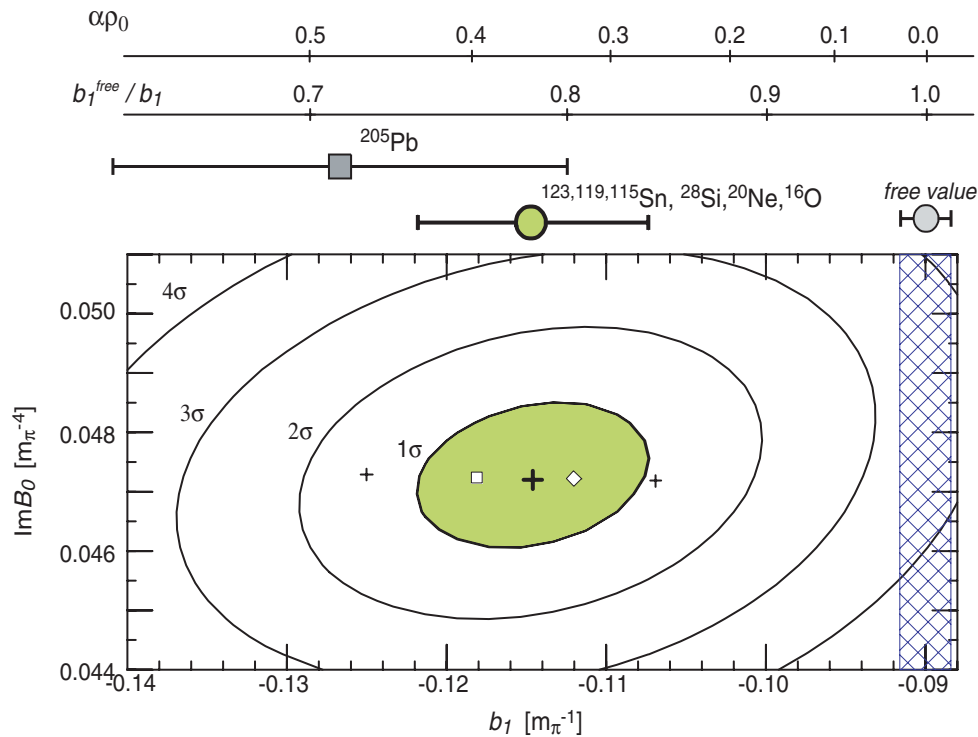 αρ₀
0.5 0.4 0.3 0.2 0.1 0.0
b₁ᶠʳᵉᵉ / b₁
0.7 0.8 0.9 1.0
²⁰⁵Pb
¹²³,¹¹⁹,¹¹⁵Sn, ²⁸Si,²⁰Ne,¹⁶O
free value
4σ
3σ
2σ
1σ
0.050
0.048
0.046
0.044
ImB₀ [mπ⁻⁴]
-0.14 -0.13 -0.12 -0.11 -0.10 -0.09
b₁ [mπ⁻¹]